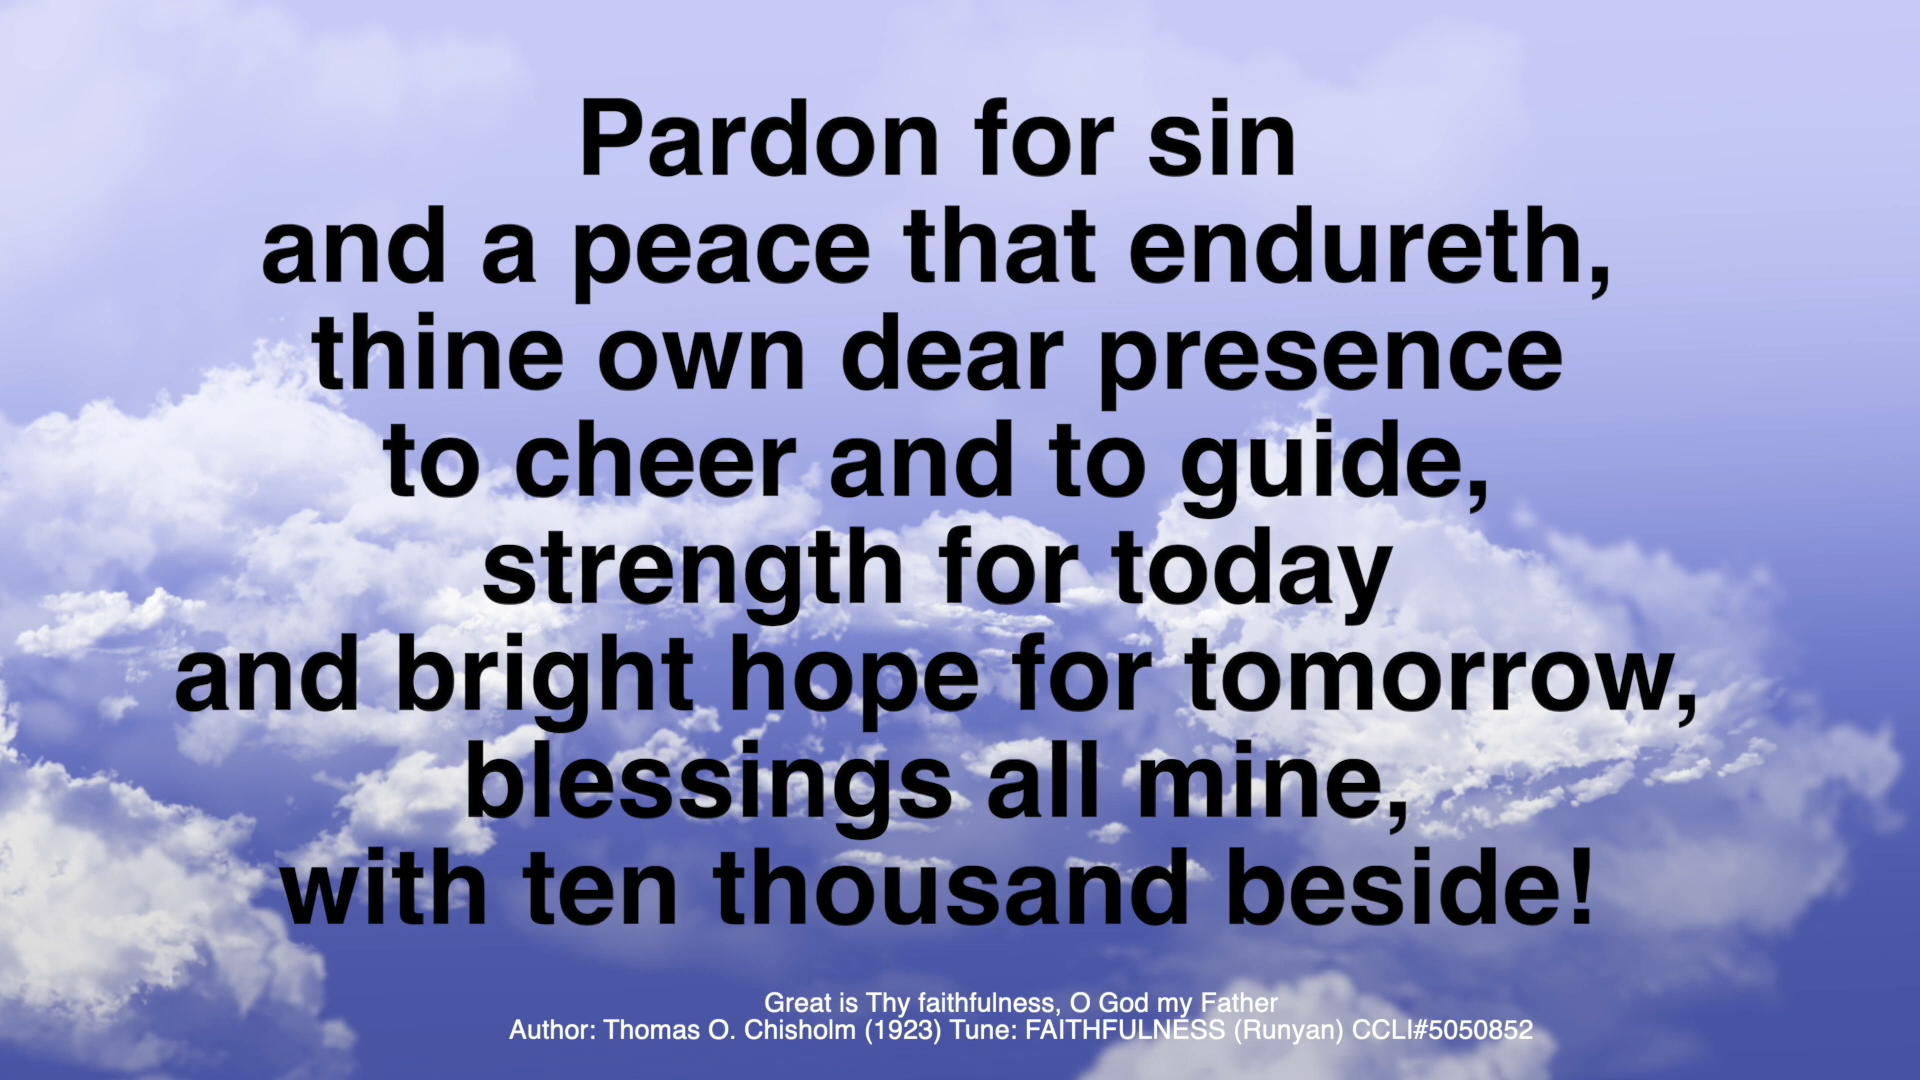 Pardon for sin
and a peace that endureth,
thine own dear presence
to cheer and to guide,
strength for today
and bright hope for tomorrow,
blessings all mine,
with ten thousand beside!
Great is Thy faithfulness, O God my Father
Author: Thomas O. Chisholm (1923) Tune: FAITHFULNESS (Runyan) CCLI#5050852